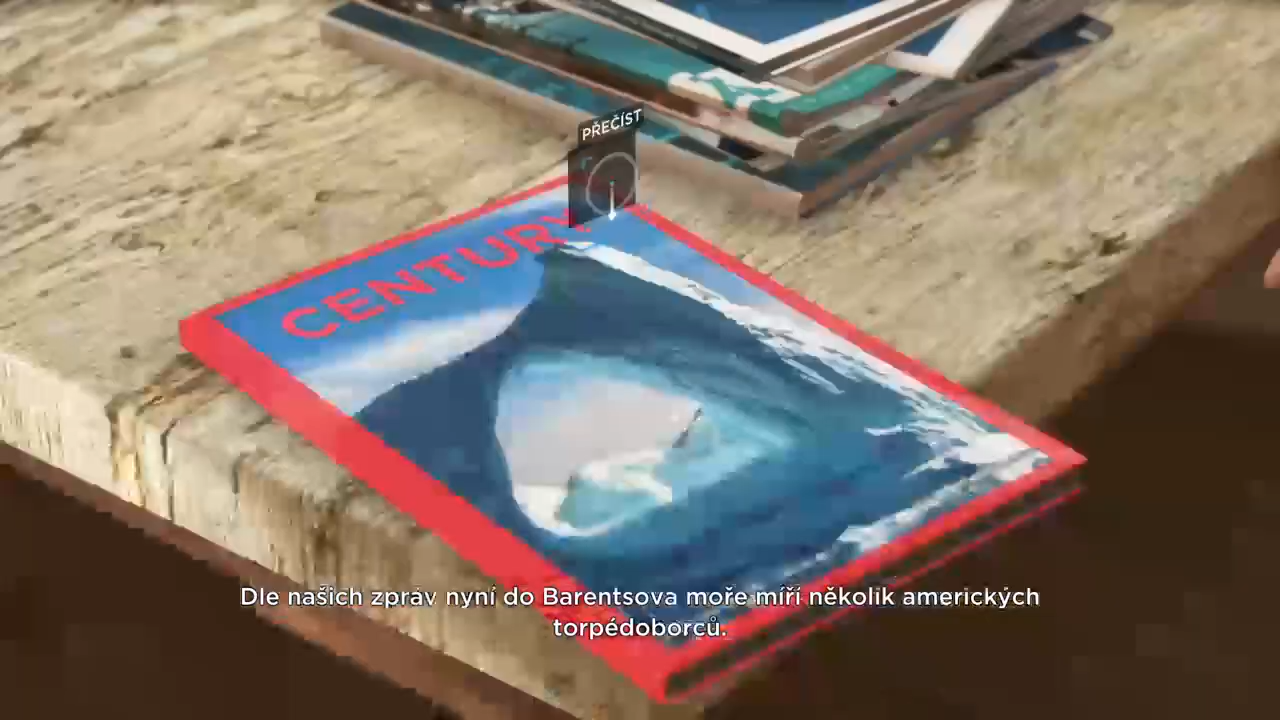 PŘEČÍST
CENTURY
Dle našich zpráv nyní do Barentsova moře míří několik amerických
torpédoborců.